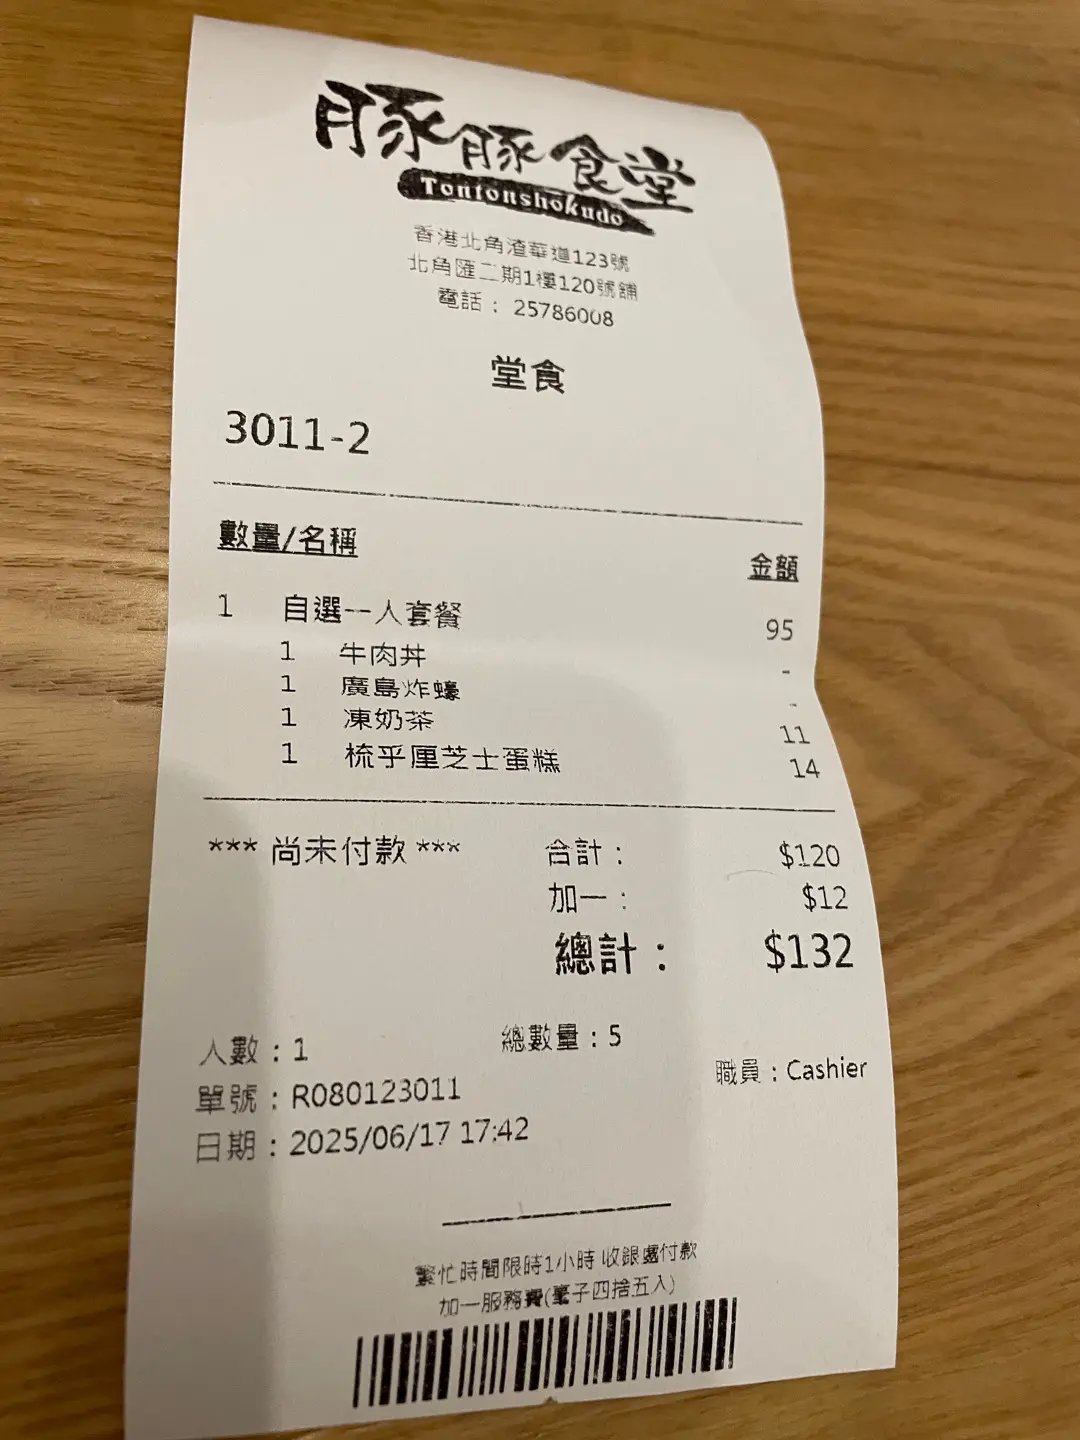 豚豚食堂
Tontonshokudo
香港北角渣華道123號
北角匯二期1樓120號舖
電話： 25786008
堂食
3011-2
數量/名稱 金額
1 自選一人套餐 95
1 牛肉丼 -
1 廣島炸蠔 -
1 凍奶茶 11
1 梳乎厘芝士蛋糕 14
*** 尚未付款 *** 合計： $120
加一： $12
總計： $132
人數：1 總數量：5
單號：R080123011 職員：Cashier
日期：2025/06/17 17:42
繁忙時間限時1小時 收銀處付款
加一服務費(毫子四捨五入)